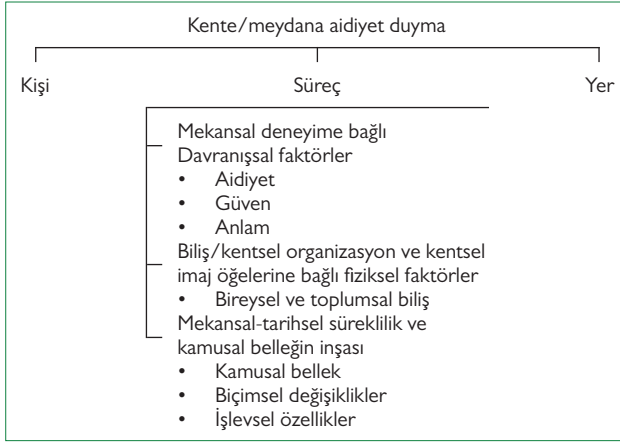 Kente/meydana aidiyet duyma
Kişi Süreç Yer
Mekansal deneyime bağlı
Davranışsal faktörler
• Aidiyet
• Güven
• Anlam
Biliş/kentsel organizasyon ve kentsel
imaj öğelerine bağlı fiziksel faktörler
• Bireysel ve toplumsal biliş
Mekansal-tarihsel süreklilik ve
kamusal belleğin inşası
• Kamusal bellek
• Biçimsel değişiklikler
• İşlevsel özellikler